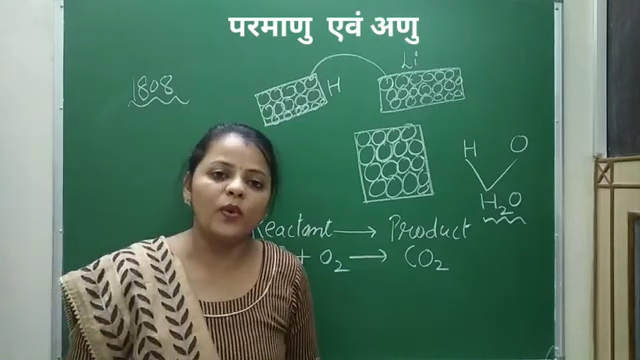 परमाणु एवं अणु
1808
H
Li
H O
H₂O
Reactant → Product
+ O₂ → CO₂